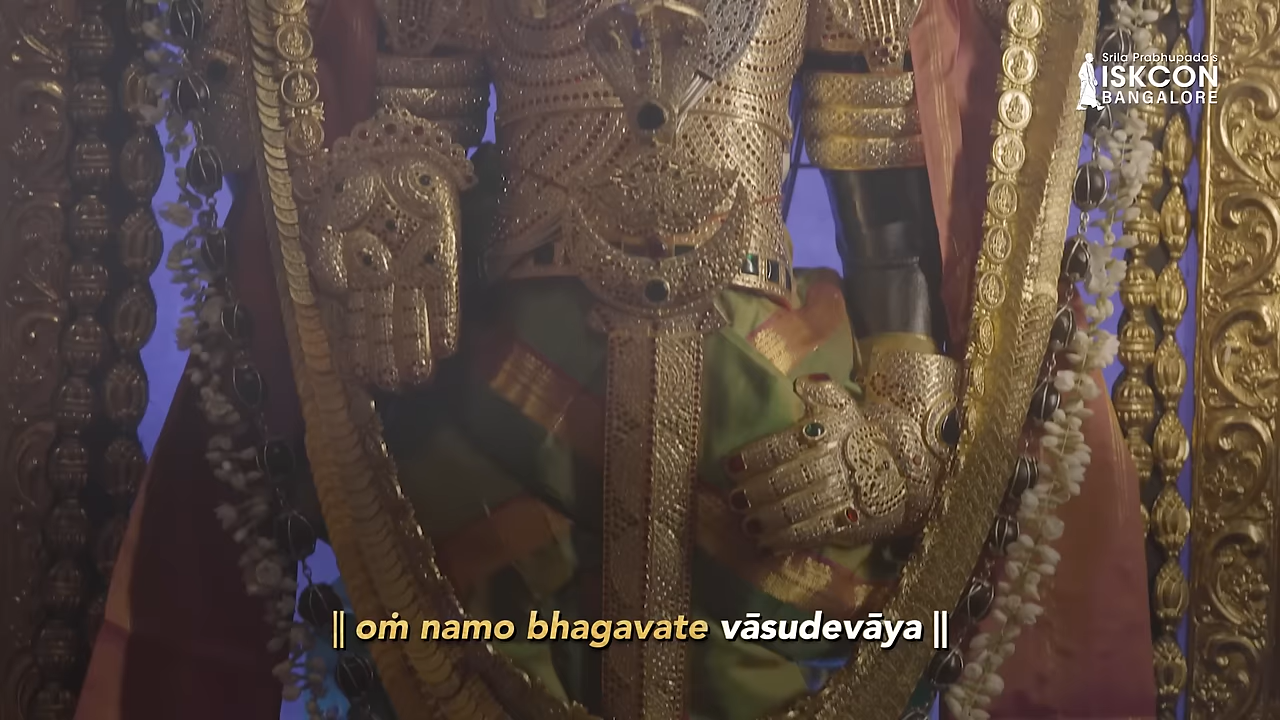 Srila Prabhupada's
ISKCON
BANGALORE
|| oṁ namo bhagavate vāsudevāya ||